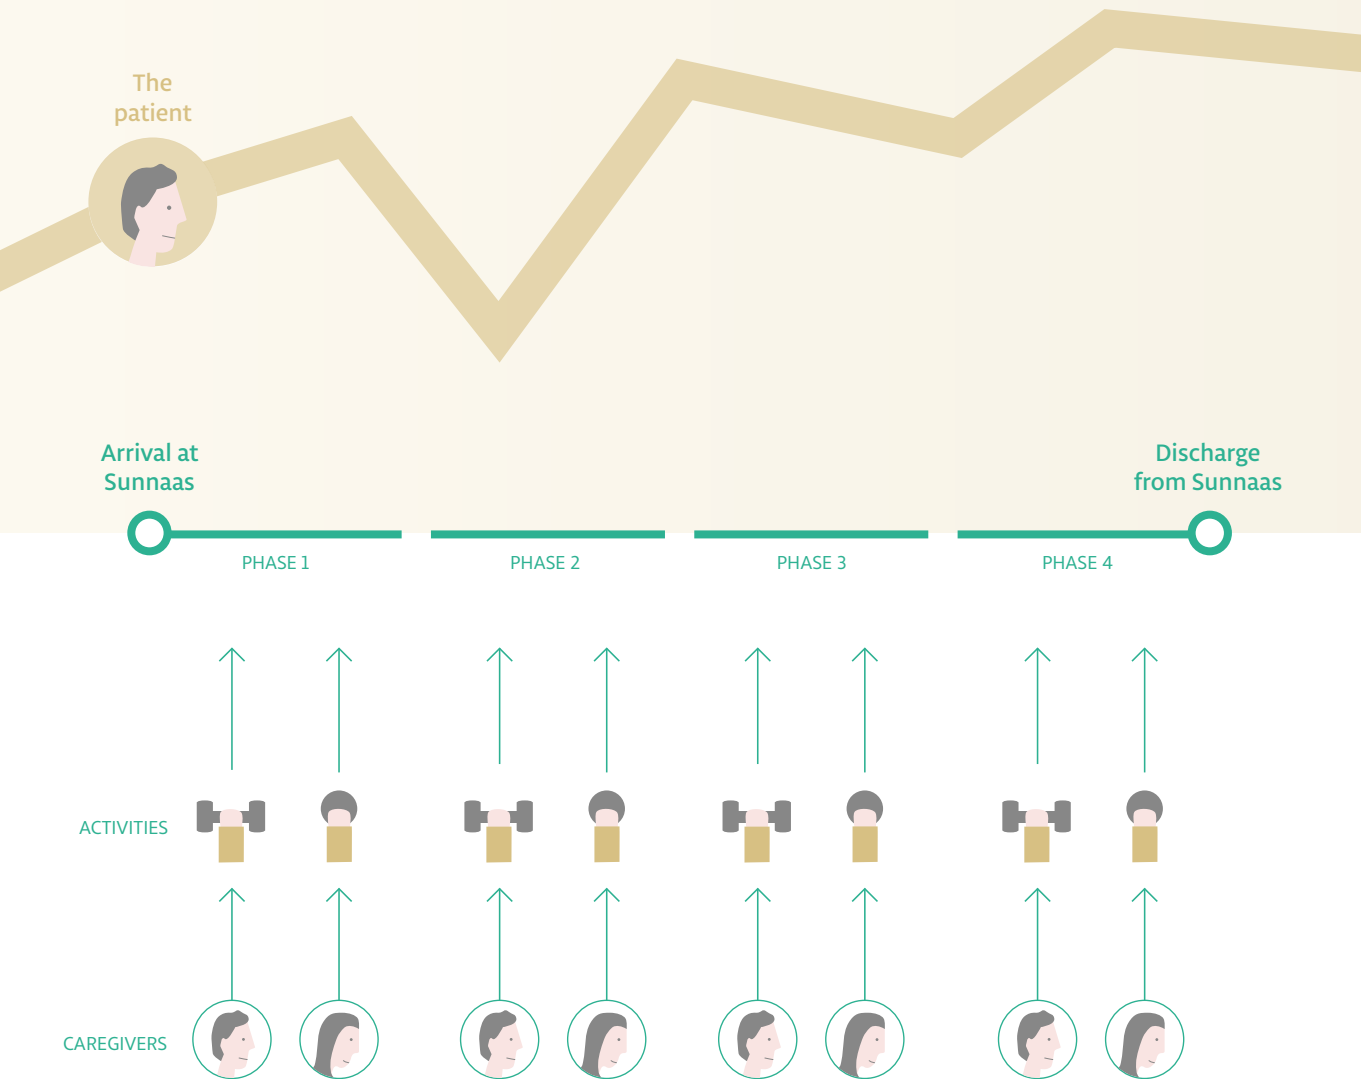 The
patient
Arrival at
Sunnaas
Discharge
from Sunnaas
PHASE 1
PHASE 2
PHASE 3
PHASE 4
ACTIVITIES
CAREGIVERS